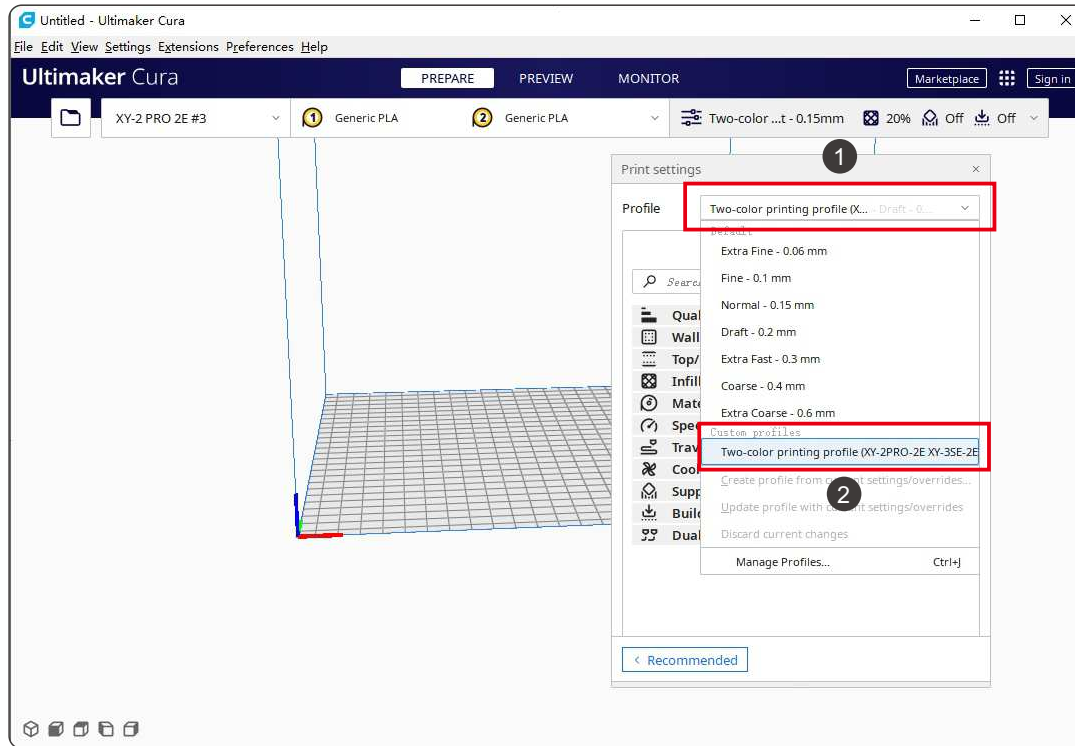 Untitled - Ultimaker Cura
File Edit View Settings Extensions Preferences Help
Ultimaker Cura PREPARE PREVIEW MONITOR Marketplace Sign in
XY-2 PRO 2E #3 1 Generic PLA 2 Generic PLA Two-color ...t - 0.15mm 20% Off Off
1
Print settings
Profile Two-color printing profile (X... - Draft - 0...
Default
Extra Fine - 0.06 mm
Searc
Fine - 0.1 mm
Qual
Normal - 0.15 mm
Wall
Draft - 0.2 mm
Top/
Extra Fast - 0.3 mm
Infill
Coarse - 0.4 mm
Mate
Extra Coarse - 0.6 mm
Spee
Custom profiles
Trav
Two-color printing profile (XY-2PRO-2E XY-3SE-2E
Cool
Create profile from current settings/overrides...
Supp
2
Update profile with current settings/overrides
Build
Discard current changes
Dual
Manage Profiles... Ctrl+J
< Recommended